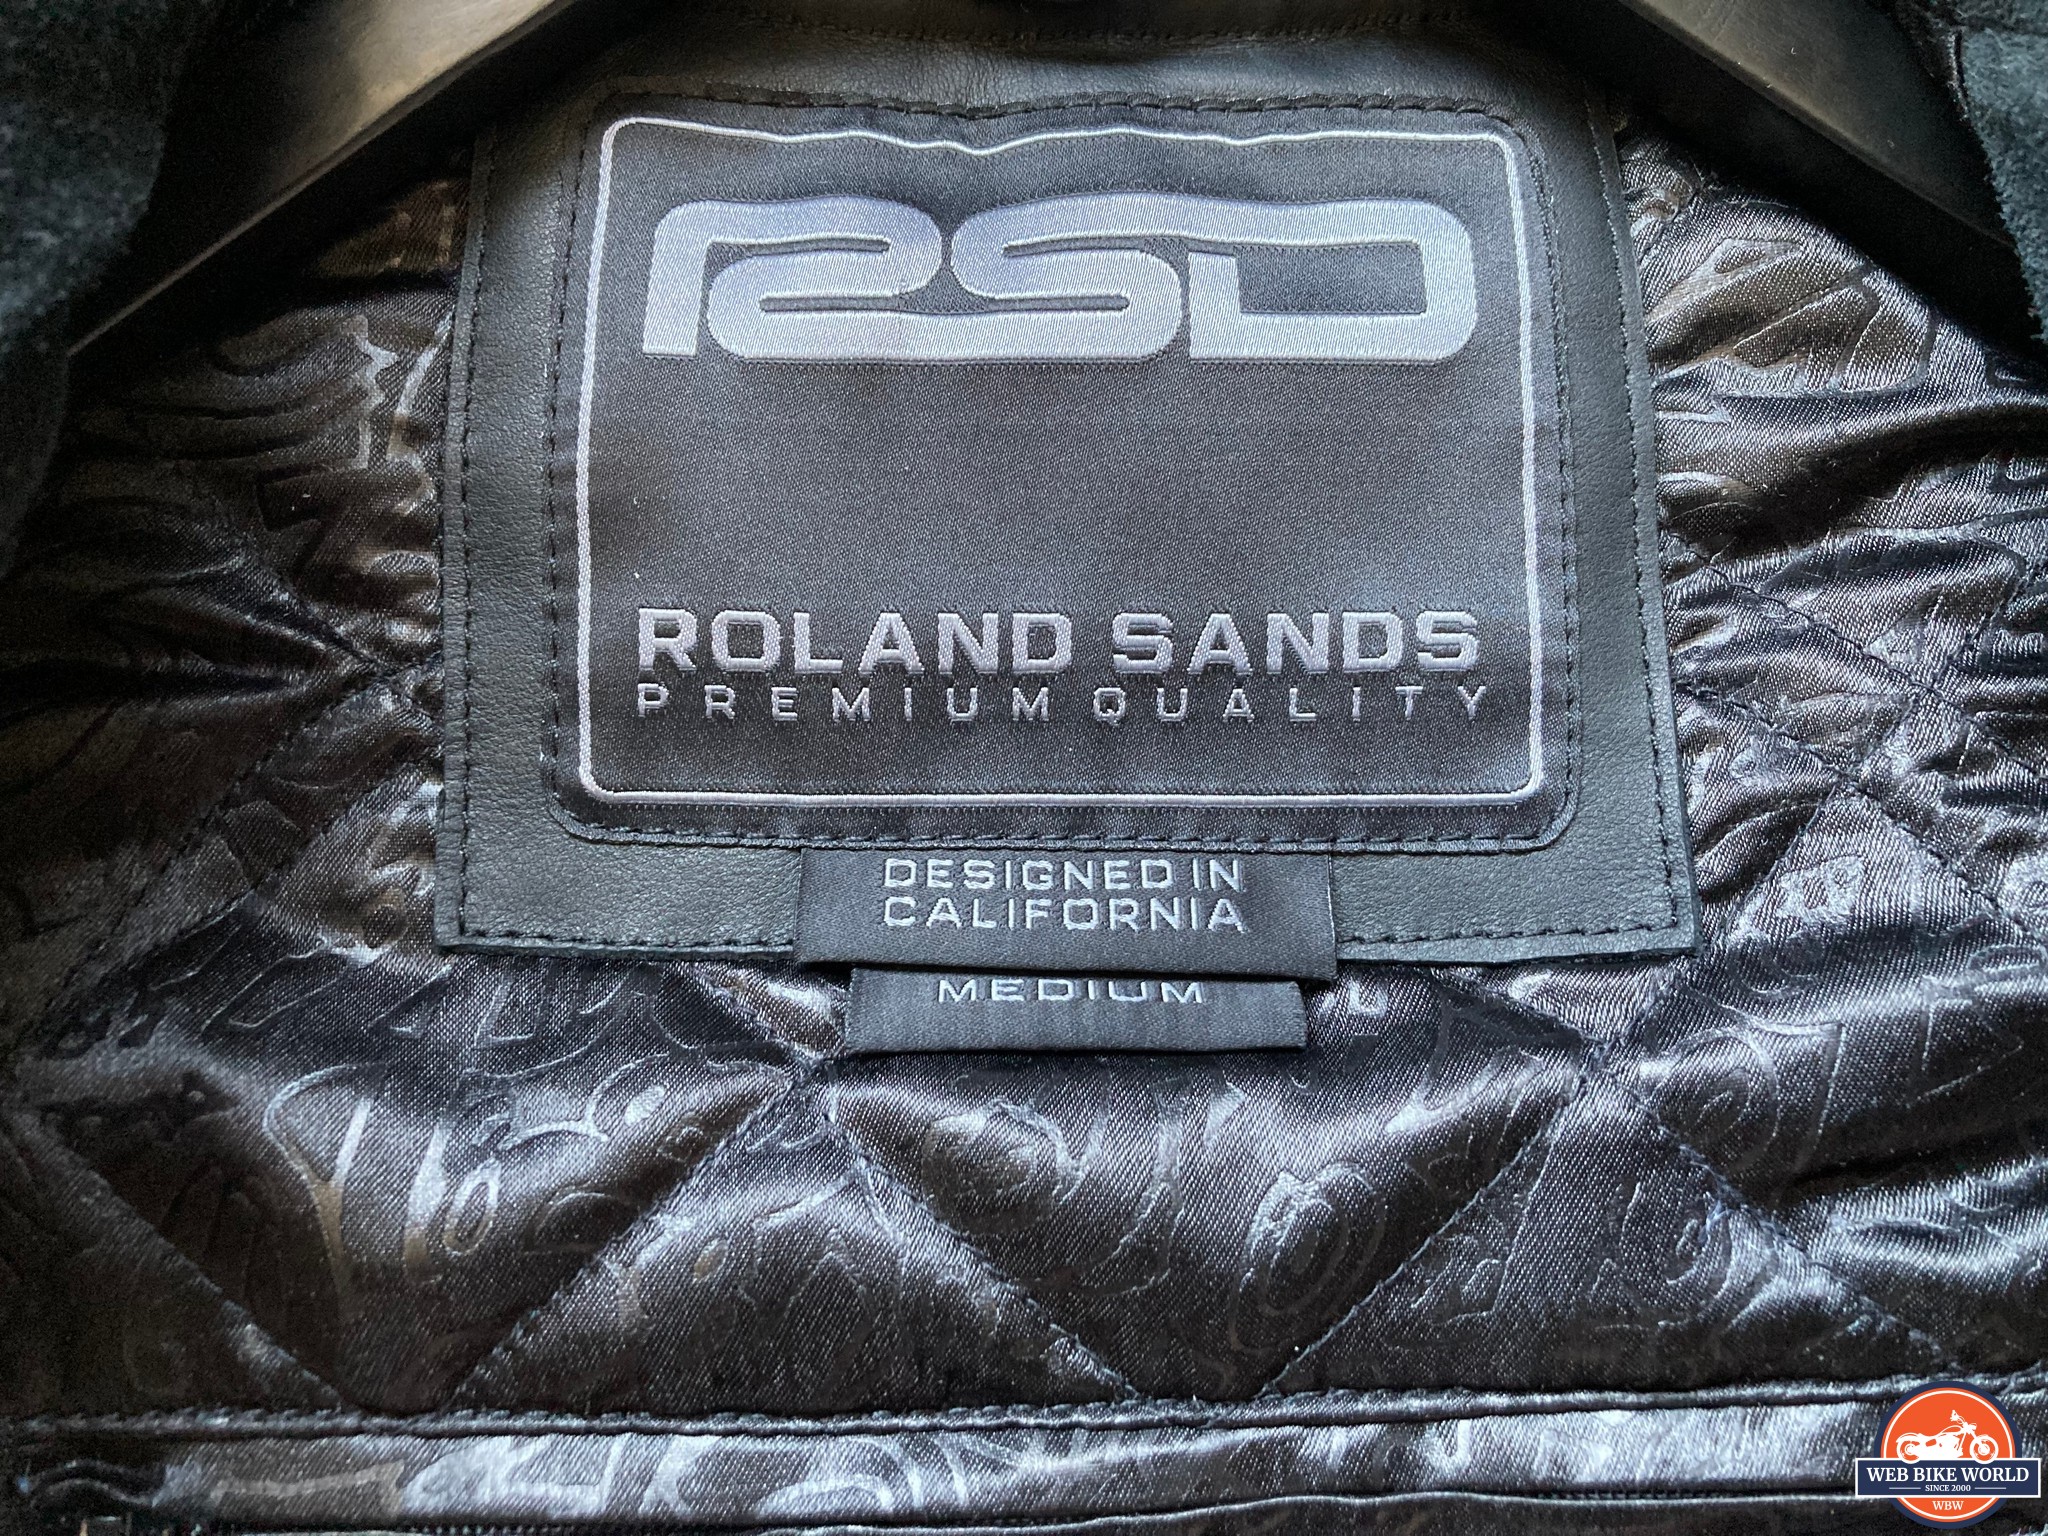 RSD
ROLAND SANDS
PREMIUM QUALITY
DESIGNED IN
CALIFORNIA
MEDIUM
WEB BIKE WORLD
SINCE 2000
WBW